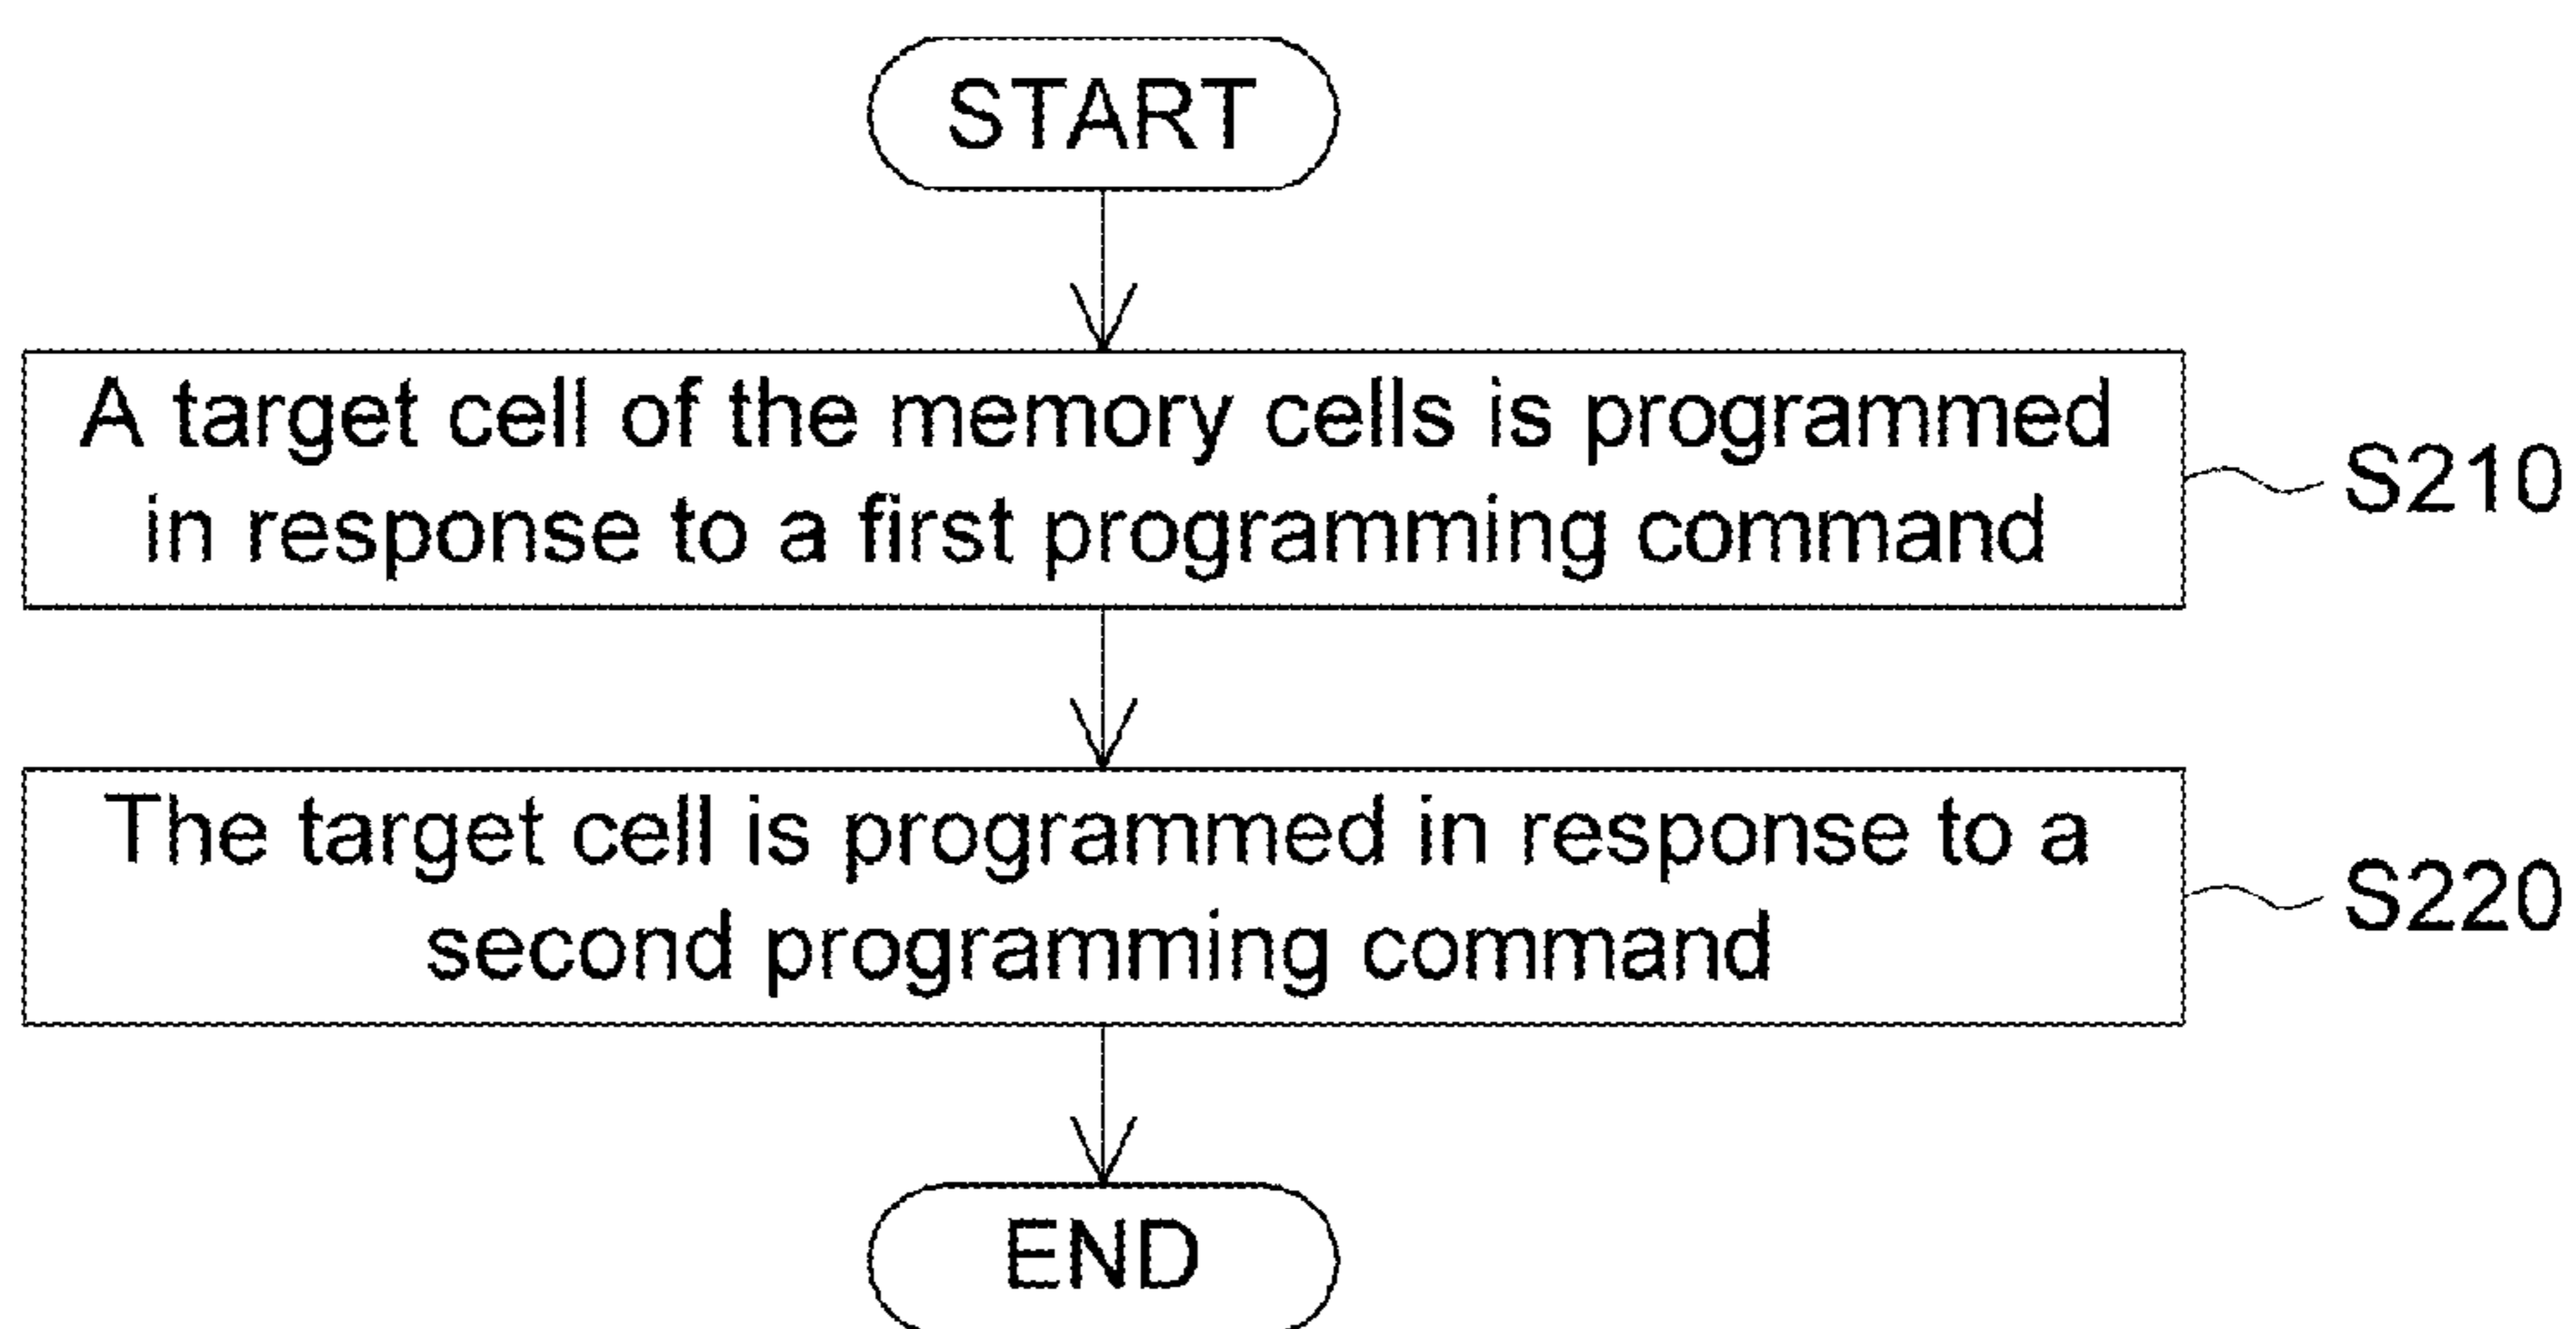 START
A target cell of the memory cells is programmed
in response to a first programming command
S210
The target cell is programmed in response to a
second programming command
S220
END